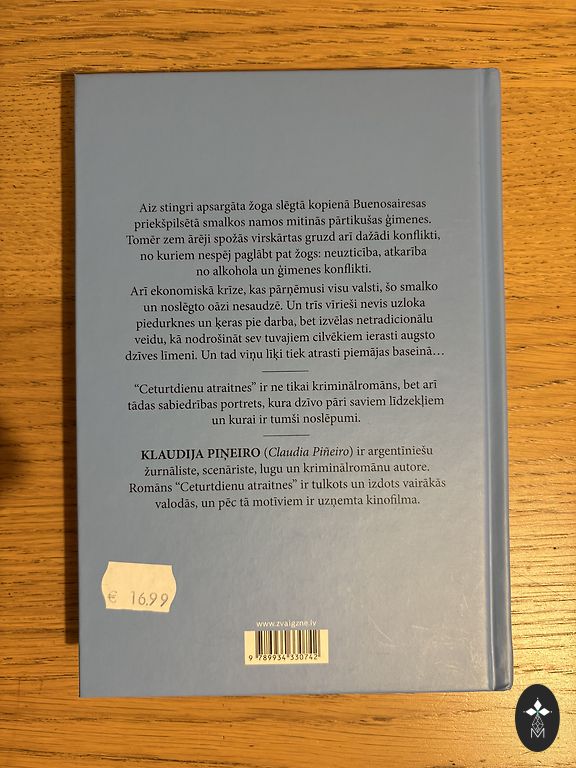 Aiz stingri apsargāta žoga slēgtā kopienā Buenosairesas
priekšpilsētā smalkos namos mitinās pārtikušas ģimenes.
Tomēr zem ārēji spožās virskārtas gruzd arī dažādi konflikti,
no kuriem nespēj paglābt pat žogs: neuzticība, atkarība
no alkohola un ģimenes konflikti.
Arī ekonomiskā krīze, kas pārņēmusi visu valsti, šo smalko
un noslēgto oāzi nesaudzē. Un trīs vīrieši nevis uzloka
piedurknes un ķeras pie darba, bet izvēlas netradicionālu
veidu, kā nodrošināt sev tuvajiem cilvēkiem ierasti augsto
dzīves līmeni. Un tad viņu līķi tiek atrasti piemājas baseinā...
“Ceturtdienu atraitnes” ir ne tikai kriminālromāns, bet arī
tādas sabiedrības portrets, kura dzīvo pāri saviem līdzekļiem
un kurai ir tumši noslēpumi.
KLAUDIJA PIŅEIRO (Claudia Piñeiro) ir argentīniešu
žurnāliste, scenāriste, lugu un kriminālromānu autore.
Romāns “Ceturtdienu atraitnes” ir tulkots un izdots vairākās
valodās, un pēc tā motīviem ir uzņemta kinofilma.
€ 16.99
www.zvaigzne.lv
9 789934 330742
M